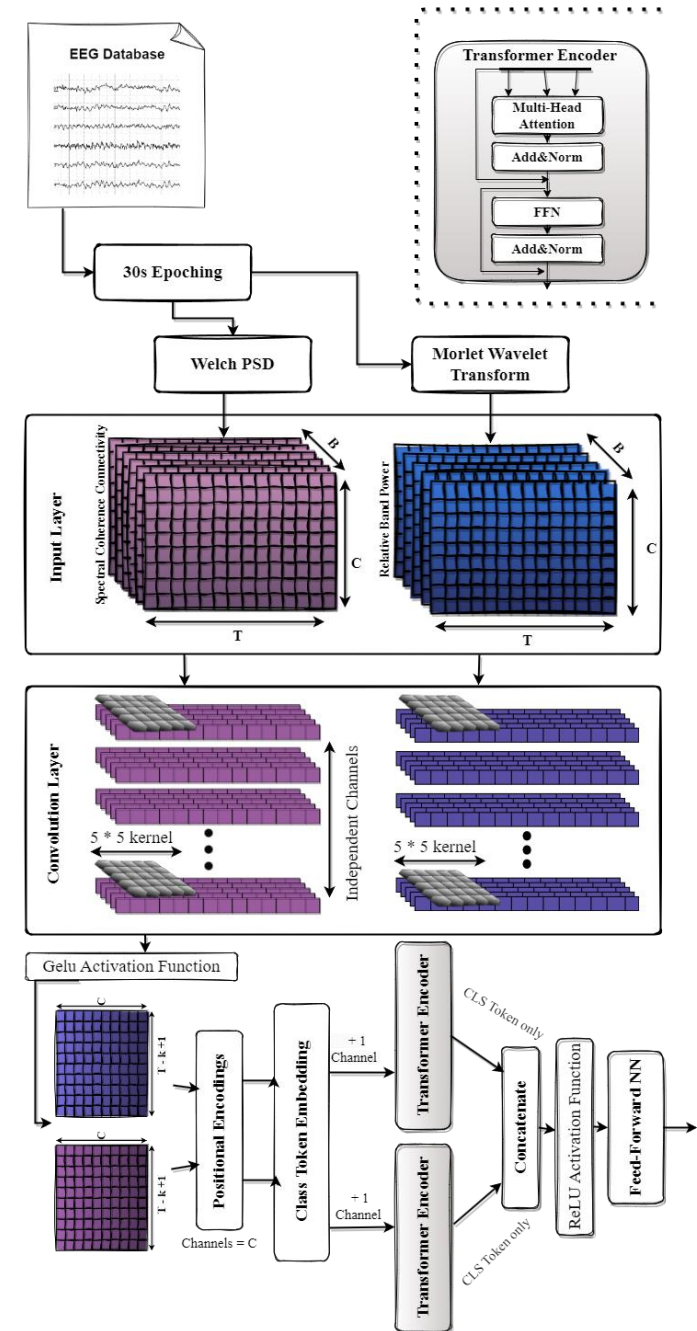 EEG Database
Transformer Encoder
Multi-Head
Attention
Add&Norm
FFN
Add&Norm
30s Epoching
Welch PSD
Morlet Wavelet
Transform
Input Layer
Spectral Coherence Connectivity
B
C
T
Relative Band Power
B
C
T
Convolution Layer
5 * 5 kernel
Independent Channels
5 * 5 kernel
Gelu Activation Function
C
T - k+1
C
T - k+1
Positional Encodings
Channels = C
Class Token Embedding
+ 1
Channel
+ 1
Channel
Transformer Encoder
Transformer Encoder
CLS Token only
CLS Token only
Concatenate
ReLU Activation Function
Feed-Forward NN